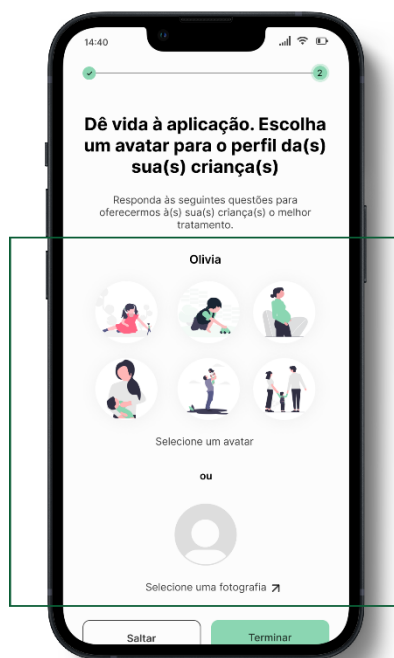 14:40
2
Dê vida à aplicação. Escolha
um avatar para o perfil da(s)
sua(s) criança(s)
Responda às seguintes questões para
oferecermos à(s) sua(s) criança(s) o melhor
tratamento.
Olivia
Selecione um avatar
ou
Selecione uma fotografia
Saltar
Terminar